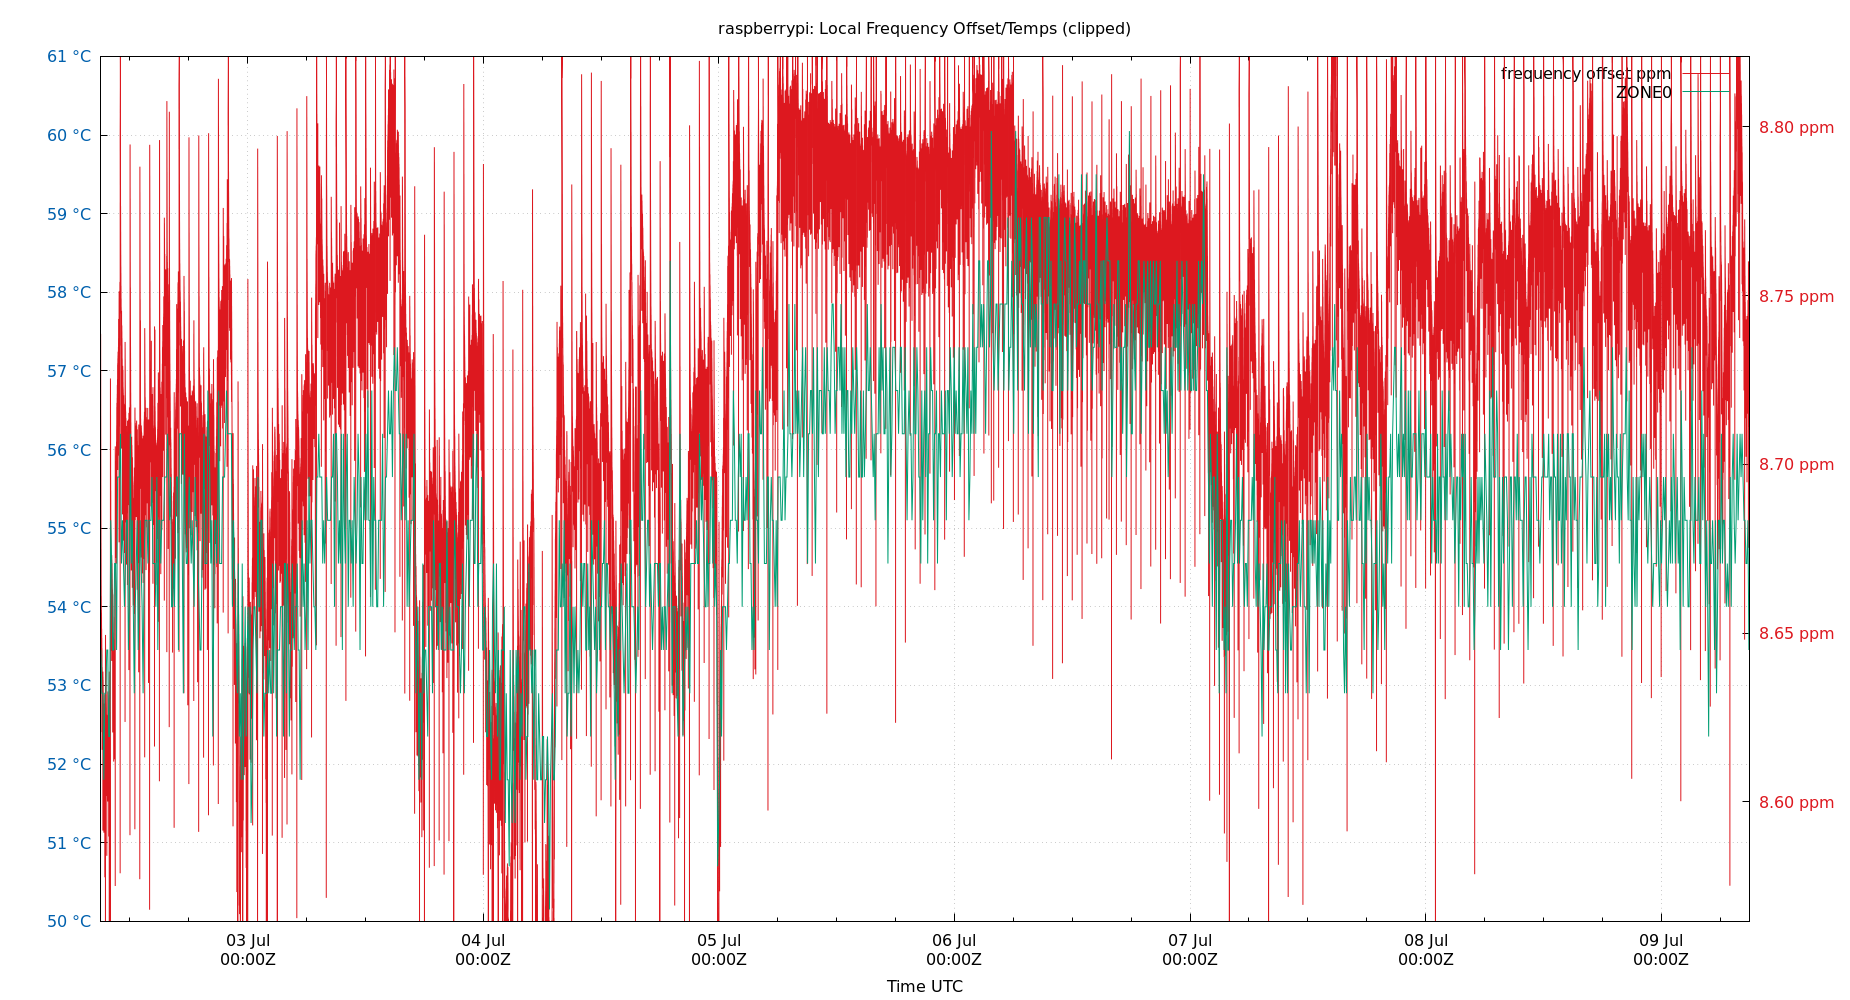 raspberrypi: Local Frequency Offset/Temps (clipped)
61 °C
60 °C
59 °C
58 °C
57 °C
56 °C
55 °C
54 °C
53 °C
52 °C
51 °C
50 °C
frequency offset ppm
ZONE0
8.80 ppm
8.75 ppm
8.70 ppm
8.65 ppm
8.60 ppm
03 Jul
00:00Z
04 Jul
00:00Z
05 Jul
00:00Z
06 Jul
00:00Z
07 Jul
00:00Z
08 Jul
00:00Z
09 Jul
00:00Z
Time UTC